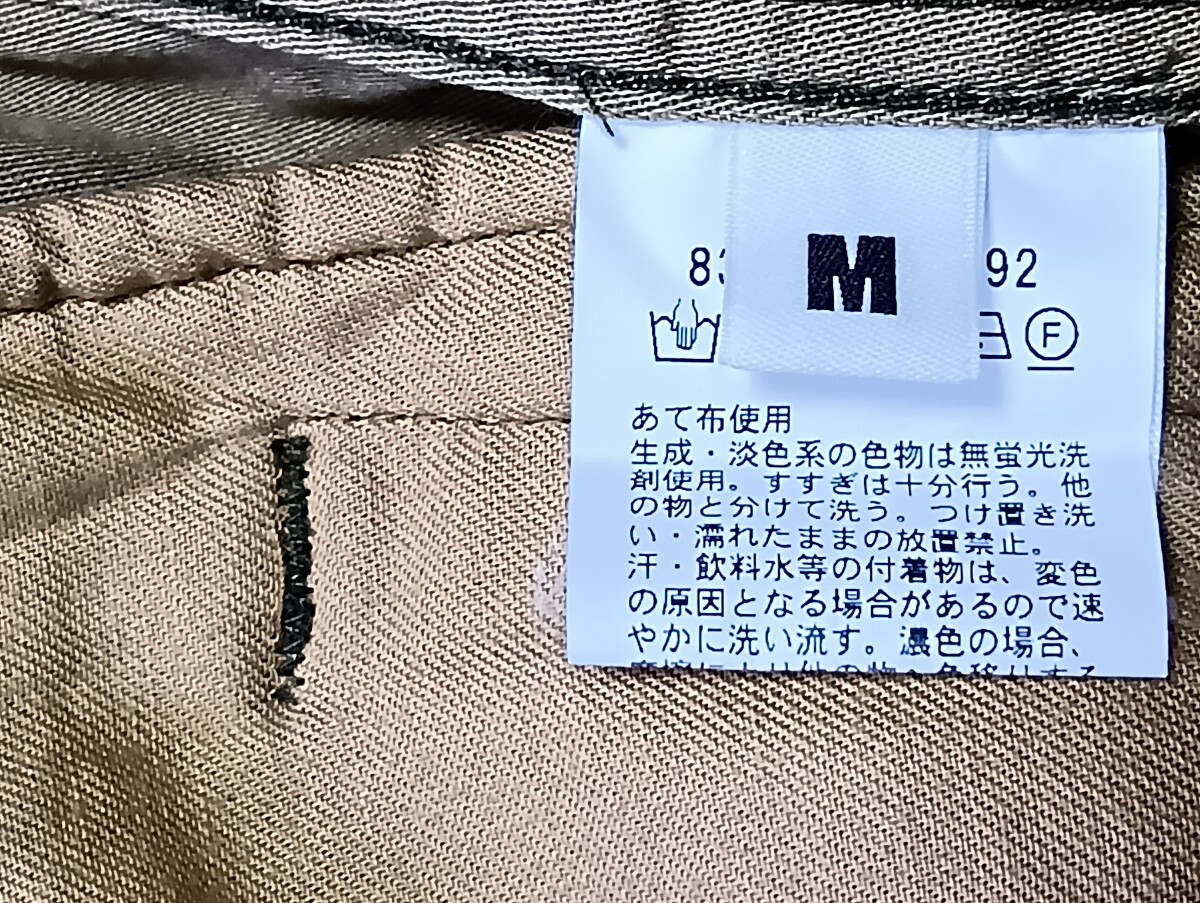 M
83 92
F
あて布使用
生成・淡色系の色物は無蛍光洗
剤使用。すすぎは十分行う。他
の物と分けて洗う。つけ置き洗
い・濡れたままの放置禁止。
汗・飲料水等の付着物は、変色
の原因となる場合があるので速
やかに洗い流す。濃色の場合、